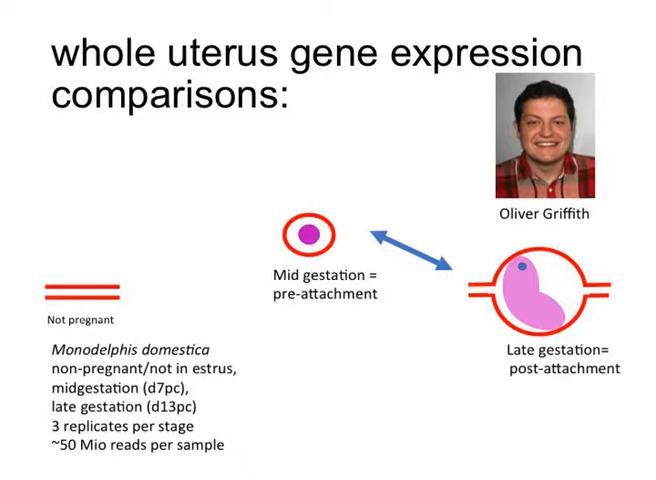 whole uterus gene expression
comparisons:
Oliver Griffith
Mid gestation =
pre-attachment
Not pregnant
Late gestation=
post-attachment
Monodelphis domestica
non-pregnant/not in estrus,
midgestation (d7pc),
late gestation (d13pc)
3 replicates per stage
~50 Mio reads per sample